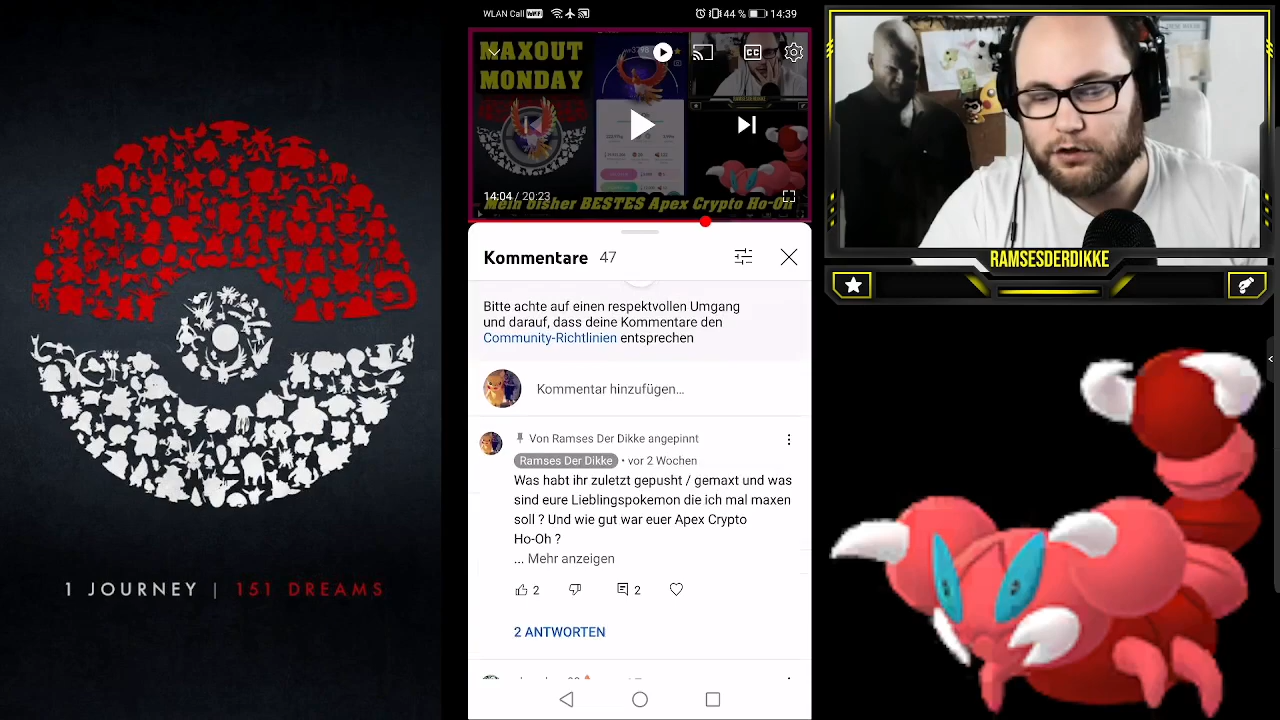 WLAN Call
44 %
14:39
MAXOUT
MONDAY
CC
14:04 / 20:23
Mein bisher BESTES Apex Crypto Ho-Oh
Kommentare 47
Bitte achte auf einen respektvollen Umgang
und darauf, dass deine Kommentare den
Community-Richtlinien entsprechen
Kommentar hinzufügen...
Von Ramses Der Dikke angepinnt
Ramses Der Dikke • vor 2 Wochen
Was habt ihr zuletzt gepusht / gemaxt und was
sind eure Lieblingspokemon die ich mal maxen
soll ? Und wie gut war euer Apex Crypto
Ho-Oh ?
... Mehr anzeigen
2
2
2 ANTWORTEN
RAMSESDERDIKKE
1 JOURNEY | 151 DREAMS